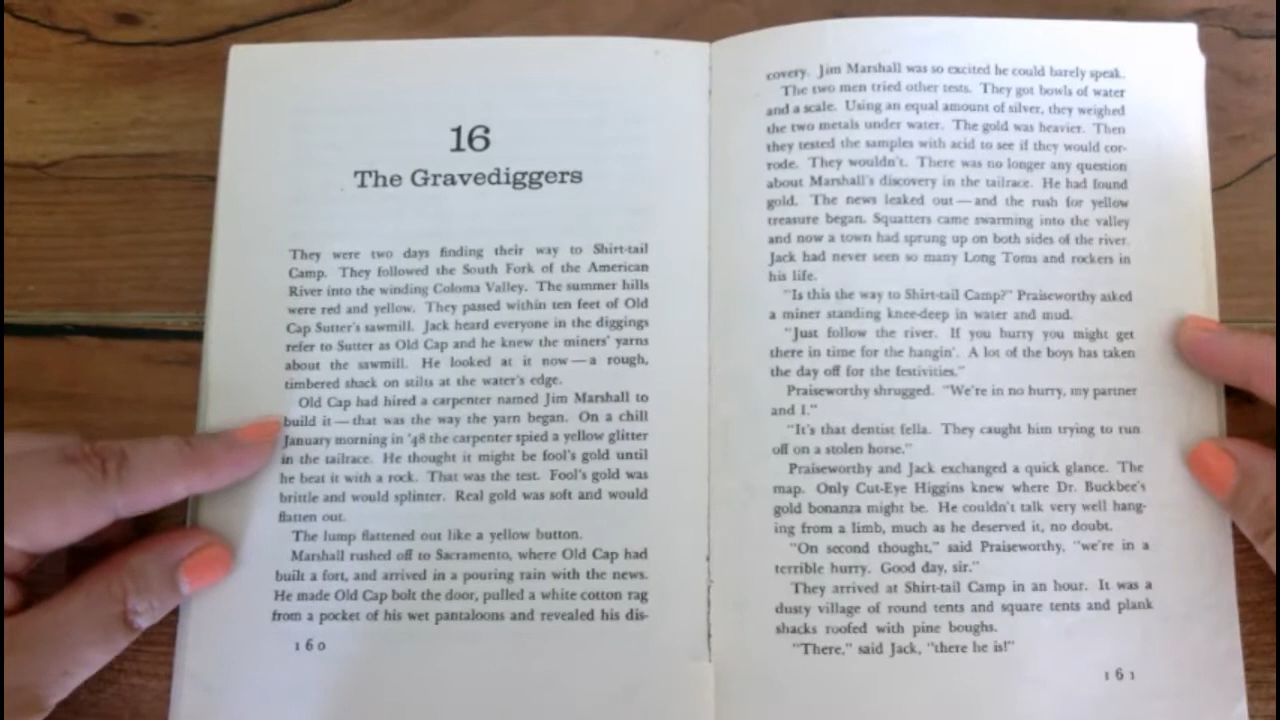 16
The Gravediggers
They were two days finding their way to Shirt-tail
Camp. They followed the South Fork of the American
River into the winding Coloma Valley. The summer hills
were red and yellow. They passed within ten feet of Old
Cap Sutter's sawmill. Jack heard everyone in the diggings
refer to Sutter as Old Cap and he knew the miners' yarns
about the sawmill. He looked at it now—a rough,
timbered shack on stilts at the water's edge.
Old Cap had hired a carpenter named Jim Marshall to
build it—that was the way the yarn began. On a chill
January morning in '48 the carpenter spied a yellow glitter
in the tailrace. He thought it might be fool's gold until
he beat it with a rock. That was the test. Fool's gold was
brittle and would splinter. Real gold was soft and would
flatten out.
The lump flattened out like a yellow button.
Marshall rushed off to Sacramento, where Old Cap had
built a fort, and arrived in a pouring rain with the news.
He made Old Cap bolt the door, pulled a white cotton rag
from a pocket of his wet pantaloons and revealed his dis-
160
covery. Jim Marshall was so excited he could barely speak.
The two men tried other tests. They got bowls of water
and a scale. Using an equal amount of silver, they weighed
the two metals under water. The gold was heavier. Then
they tested the samples with acid to see if they would cor-
rode. They wouldn't. There was no longer any question
about Marshall's discovery in the tailrace. He had found
gold. The news leaked out—and the rush for yellow
treasure began. Squatters came swarming into the valley
and now a town had sprung up on both sides of the river.
Jack had never seen so many Long Toms and rockers in
his life.
"Is this the way to Shirt-tail Camp?" Praiseworthy asked
a miner standing knee-deep in water and mud.
"Just follow the river. If you hurry you might get
there in time for the hangin'. A lot of the boys has taken
the day off for the festivities."
Praiseworthy shrugged. "We're in no hurry, my partner
and I."
"It's that dentist fella. They caught him trying to run
off on a stolen horse."
Praiseworthy and Jack exchanged a quick glance. The
map. Only Cut-Eye Higgins knew where Dr. Buckbee's
gold bonanza might be. He couldn't talk very well hang-
ing from a limb, much as he deserved it, no doubt.
"On second thought," said Praiseworthy, "we're in a
terrible hurry. Good day, sir."
They arrived at Shirt-tail Camp in an hour. It was a
dusty village of round tents and square tents and plank
shacks roofed with pine boughs.
"There," said Jack, "there he is!"
161